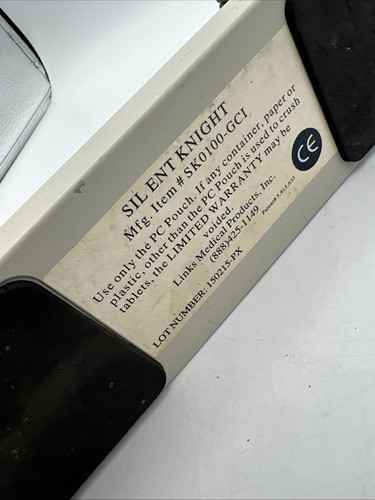 SILENT KNIGHT
Mfg. Item # SK0100-GCI
Use only the PC Pouch. If any container, paper or
plastic, other than the PC Pouch is used to crush
tablets, the LIMITED WARRANTY may be
voided.
Links Medical Products, Inc.
(888)425-1149
CE
LOT NUMBER: 150215-PX